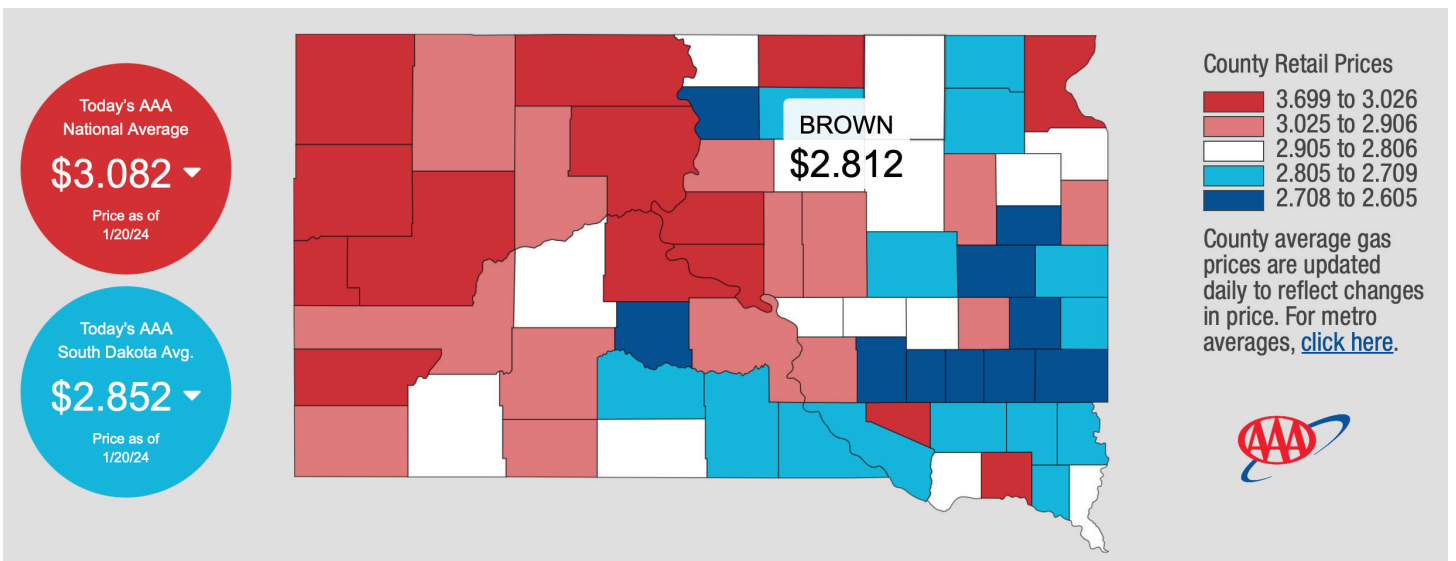 Today's AAA
National Average
$3.082
Price as of
1/20/24
Today's AAA
South Dakota Avg.
$2.852
Price as of
1/20/24
BROWN
$2.812
County Retail Prices
3.699 to 3.026
3.025 to 2.906
2.905 to 2.806
2.805 to 2.709
2.708 to 2.605
County average gas
prices are updated
daily to reflect changes
in price. For metro
averages, click here.
AAA